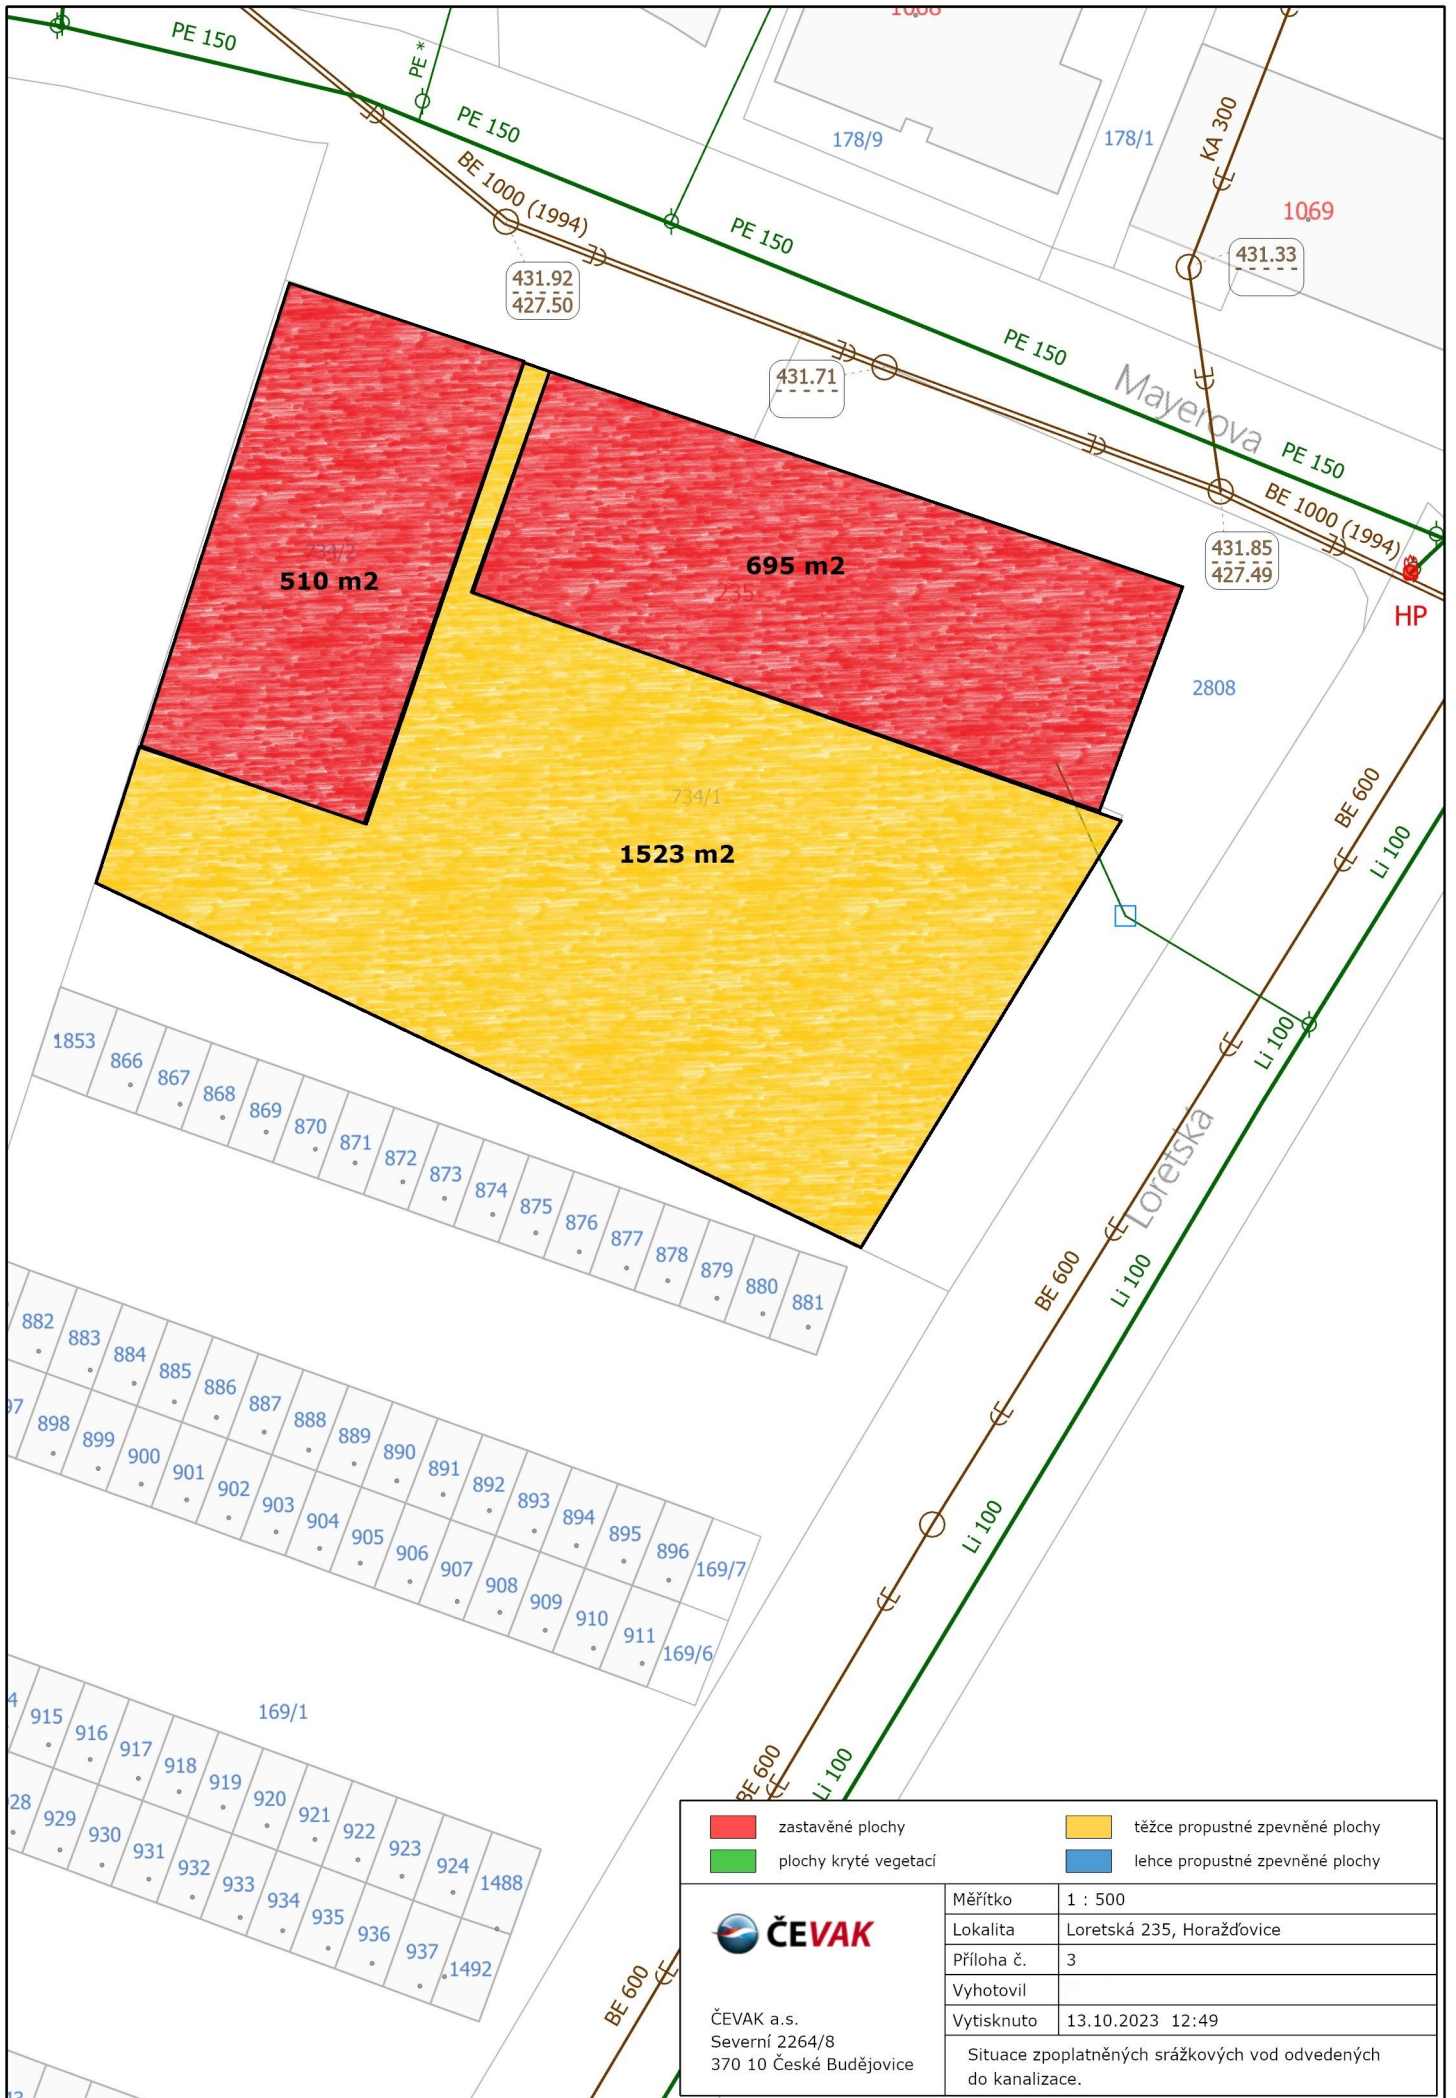 1068
PE 150
PE *
PE 150
KA 300
178/9
178/1
BE 1000 (1994)
1069
PE 150
431.33
431.92
427.50
PE 150
431.71
Mayerova
PE 150
BE 1000 (1994)
431.85
427.49
HP
734/2
510 m2
695 m2
235
2808
734/1
BE 600
1523 m2
Li 100
1853
866
867
868
869
870
871
872
873
874
875
876
877
878
879
880
881
Li 100
Loretská
BE 600
Li 100
882
883
884
885
886
887
888
889
890
891
892
893
894
895
896
169/7
97
898
899
900
901
902
903
904
905
906
907
908
909
910
911
169/6
Li 100
169/1
4
915
916
917
918
919
920
921
922
923
924
1488
28
929
930
931
932
933
934
935
936
937
1492
BE 600
Li 100
BE 600
zastavěné plochy
těžce propustné zpevněné plochy
plochy kryté vegetací
lehce propustné zpevněné plochy
ČEVAK
Měřítko 1 : 500
Lokalita Loretská 235, Horažďovice
Příloha č. 3
Vyhotovil
Vytisknuto 13.10.2023 12:49
ČEVAK a.s.
Severní 2264/8
370 10 České Budějovice
Situace zpoplatněných srážkových vod odvedených
do kanalizace.